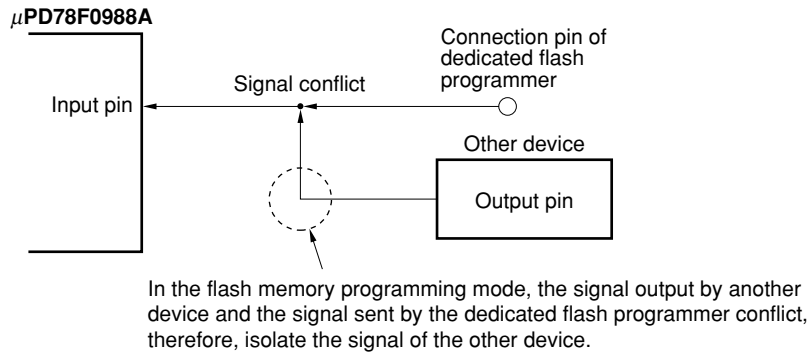 μPD78F0988A
Connection pin of
dedicated flash
programmer
Signal conflict
Input pin
Other device
Output pin
In the flash memory programming mode, the signal output by another
device and the signal sent by the dedicated flash programmer conflict,
therefore, isolate the signal of the other device.